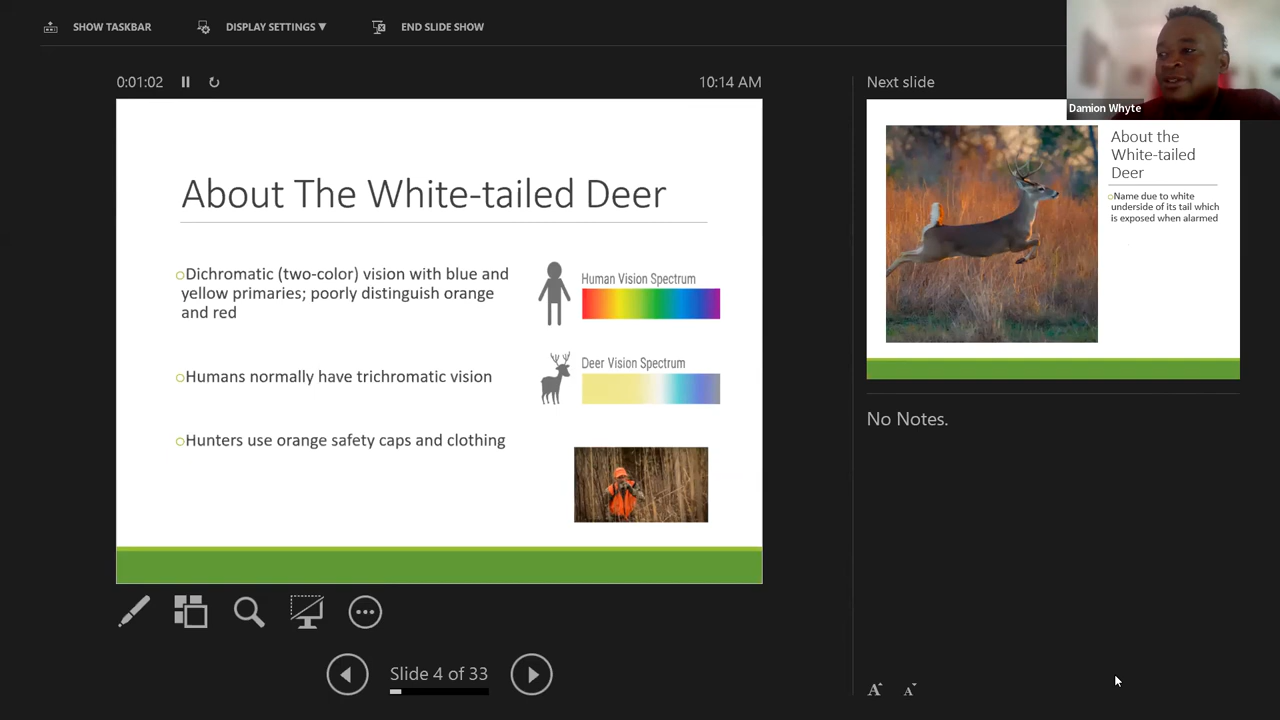 SHOW TASKBAR
DISPLAY SETTINGS ▼
END SLIDE SHOW
Damion Whyte
0:01:02
10:14 AM
About The White-tailed Deer
Dichromatic (two-color) vision with blue and
yellow primaries; poorly distinguish orange
and red
Humans normally have trichromatic vision
Hunters use orange safety caps and clothing
Human Vision Spectrum
Deer Vision Spectrum
Slide 4 of 33
Next slide
About the
White-tailed
Deer
Name due to white
underside of its tail which
is exposed when alarmed
No Notes.
A
A